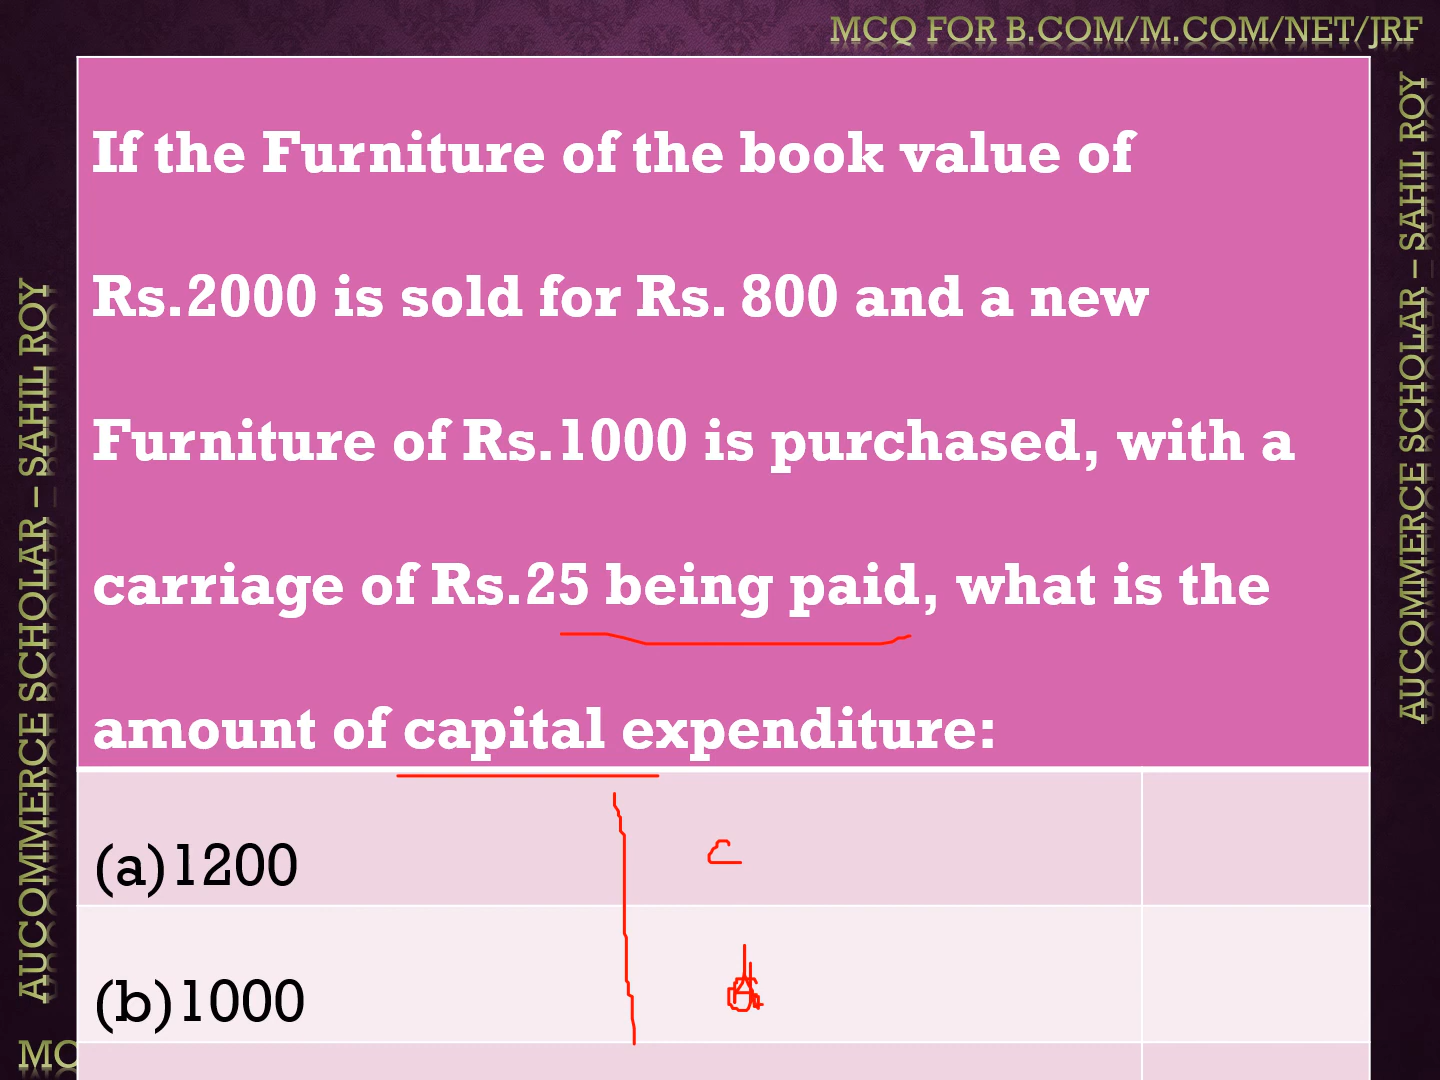 MCQ FOR B.COM/M.COM/NET/JRF
If the Furniture of the book value of
Rs.2000 is sold for Rs. 800 and a new
Furniture of Rs.1000 is purchased, with a
carriage of Rs.25 being paid, what is the
amount of capital expenditure:
(a)1200
(b)1000
AUCOMMERCE SCHOLAR – SAHIL ROY
AUCOMMERCE SCHOLAR – SAHIL ROY